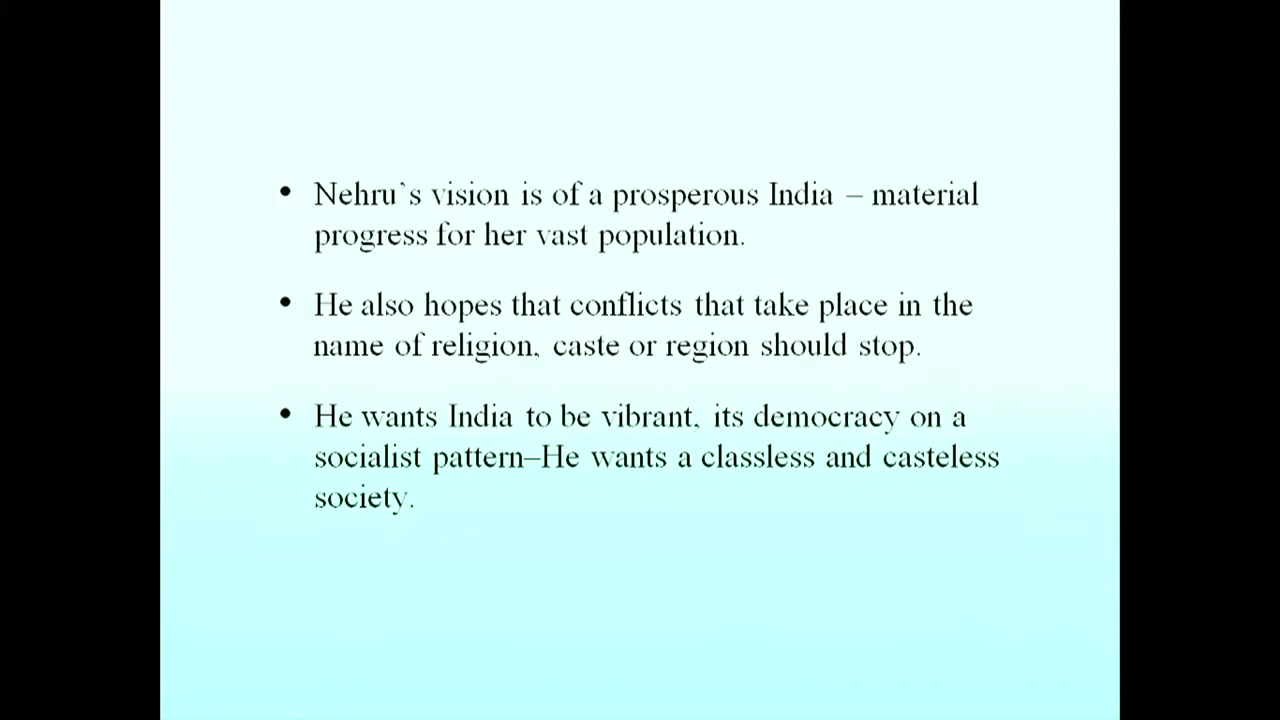 • Nehru`s vision is of a prosperous India – material
progress for her vast population.
• He also hopes that conflicts that take place in the
name of religion, caste or region should stop.
• He wants India to be vibrant, its democracy on a
socialist pattern–He wants a classless and casteless
society.